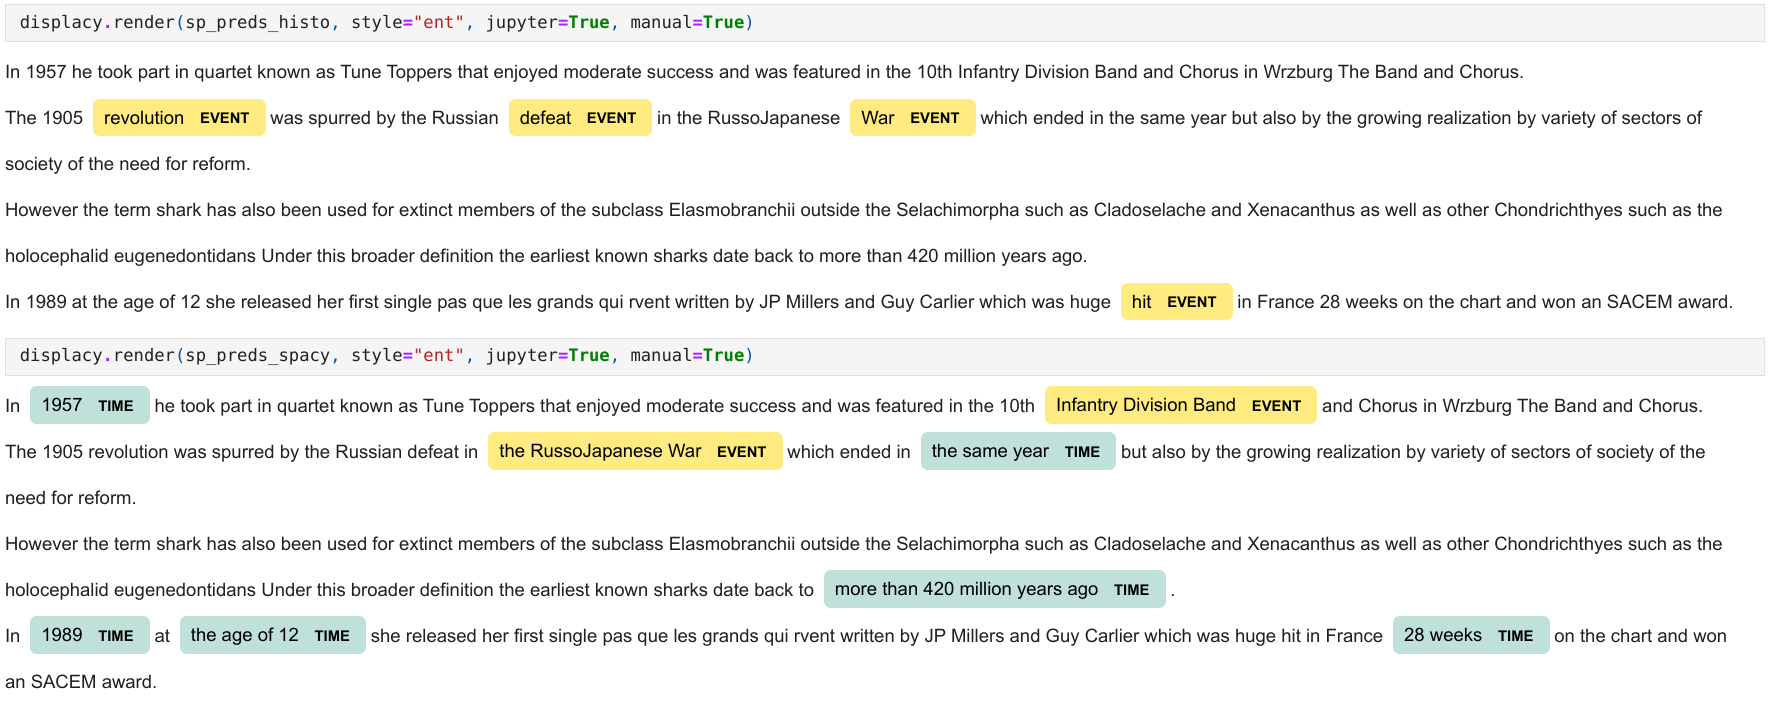 displacy.render(sp_preds_histo, style="ent", jupyter=True, manual=True)
In 1957 he took part in quartet known as Tune Toppers that enjoyed moderate success and was featured in the 10th Infantry Division Band and Chorus in Wrzburg The Band and Chorus.
The 1905 revolution EVENT was spurred by the Russian defeat EVENT in the RussoJapanese War EVENT which ended in the same year but also by the growing realization by variety of sectors of
society of the need for reform.
However the term shark has also been used for extinct members of the subclass Elasmobranchii outside the Selachimorpha such as Cladoselache and Xenacanthus as well as other Chondrichthyes such as the
holocephalid eugenedontidans Under this broader definition the earliest known sharks date back to more than 420 million years ago.
In 1989 at the age of 12 she released her first single pas que les grands qui rvent written by JP Millers and Guy Carlier which was huge hit EVENT in France 28 weeks on the chart and won an SACEM award.
displacy.render(sp_preds_spacy, style="ent", jupyter=True, manual=True)
In 1957 TIME he took part in quartet known as Tune Toppers that enjoyed moderate success and was featured in the 10th Infantry Division Band EVENT and Chorus in Wrzburg The Band and Chorus.
The 1905 revolution was spurred by the Russian defeat in the RussoJapanese War EVENT which ended in the same year TIME but also by the growing realization by variety of sectors of society of the
need for reform.
However the term shark has also been used for extinct members of the subclass Elasmobranchii outside the Selachimorpha such as Cladoselache and Xenacanthus as well as other Chondrichthyes such as the
holocephalid eugenedontidans Under this broader definition the earliest known sharks date back to more than 420 million years ago TIME .
In 1989 TIME at the age of 12 TIME she released her first single pas que les grands qui rvent written by JP Millers and Guy Carlier which was huge hit in France 28 weeks TIME on the chart and won
an SACEM award.